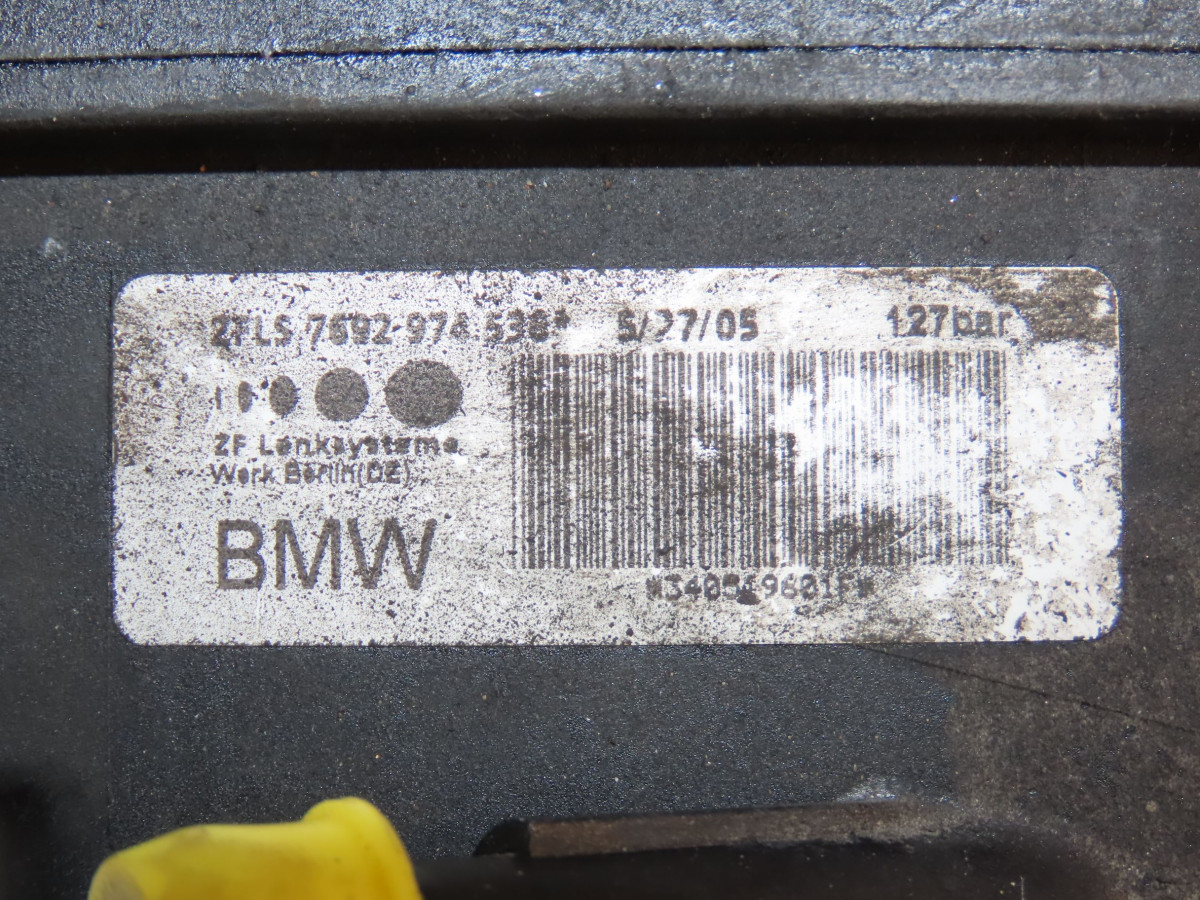 ZFLS 7692 974 538* 5/27/05 127bar
ZF Lenksysteme
Werk Berlin(DE)
BMW